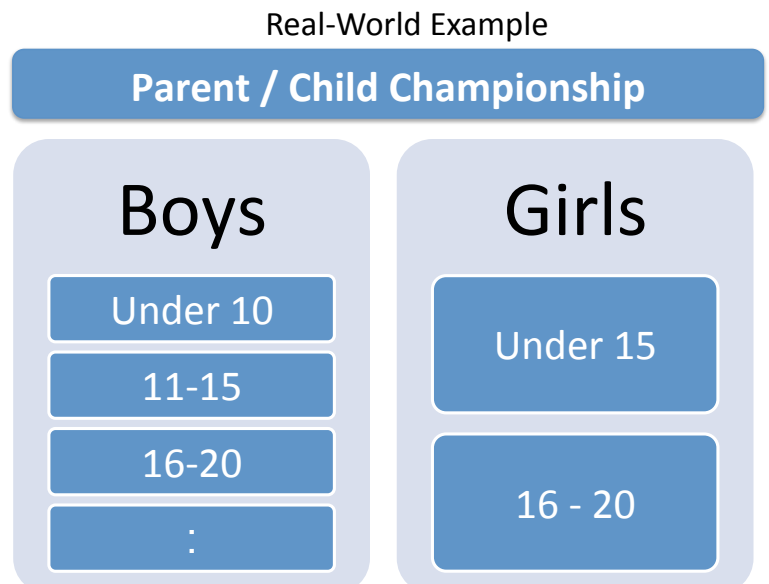 Real-World Example
Parent / Child Championship
Boys
Under 10
11-15
16-20
:
Girls
Under 15
16 - 20